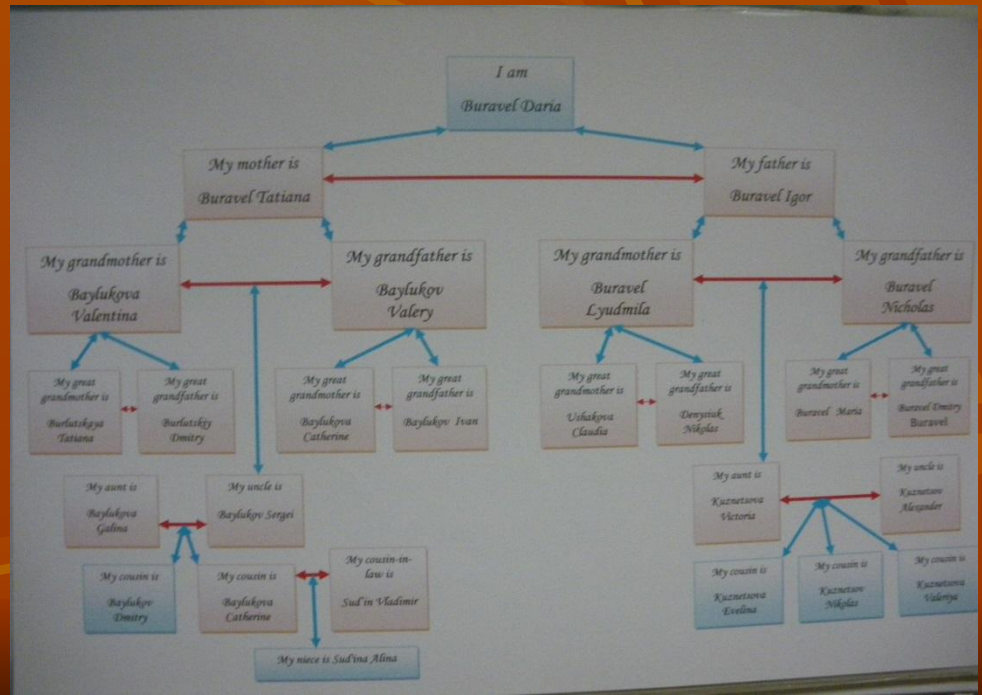 I am
Buravel Daria
My mother is
Buravel Tatiana
My father is
Buravel Igor
My grandmother is
Baylukova
Valentina
My grandfather is
Baylukov
Valery
My grandmother is
Buravel
Lyudmila
My grandfather is
Buravel
Nicholas
My great
grandmother is
Burlutskaya
Tatiana
My great
grandfather is
Burlutskiy
Dmitry
My great
grandmother is
Baylukova
Catherine
My great
grandfather is
Baylukov Ivan
My great
grandmother is
Ushakova
Claudia
My great
grandfather is
Denysiuk
Nikolas
My great
grandmother is
Buravel Maria
My great
grandfather is
Buravel Dmitry
Buravel
My aunt is
Baylukova
Galina
My uncle is
Baylukov Sergei
My aunt is
Kuznetsova
Victoria
My uncle is
Kuznetsov
Alexander
My cousin is
Baylukov
Dmitry
My cousin is
Baylukova
Catherine
My cousin-in-
law is
Sud'in Vladimir
My cousin is
Kuznetsova
Evelina
My cousin is
Kuznetsov
Nikolas
My cousin is
Kuznetsova
Valeriya
My niece is Sud'ina Alina